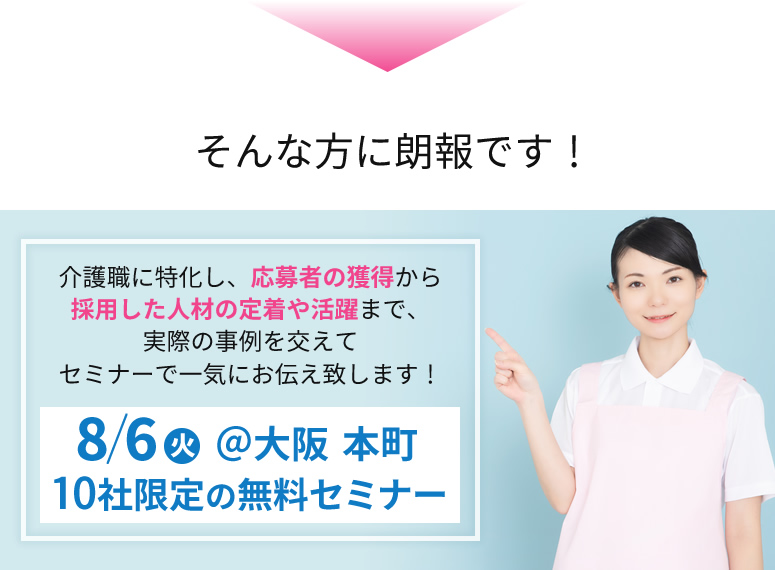 そんな方に朗報です！
介護職に特化し、応募者の獲得から
採用した人材の定着や活躍まで、
実際の事例を交えて
セミナーで一気にお伝え致します！
8/6火 ＠大阪 本町
10社限定の無料セミナー